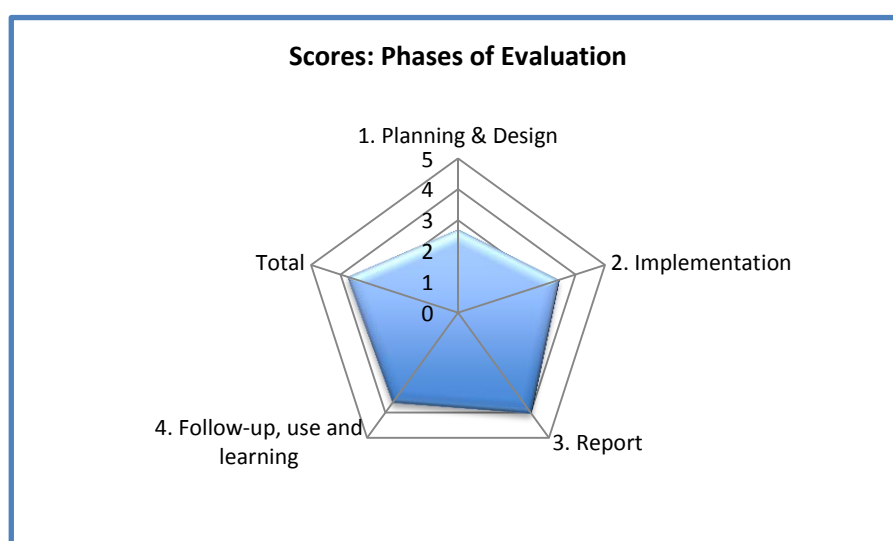 Scores: Phases of Evaluation
1. Planning & Design
5
4
3
2
1
0
Total
2. Implementation
4. Follow-up, use and
learning
3. Report